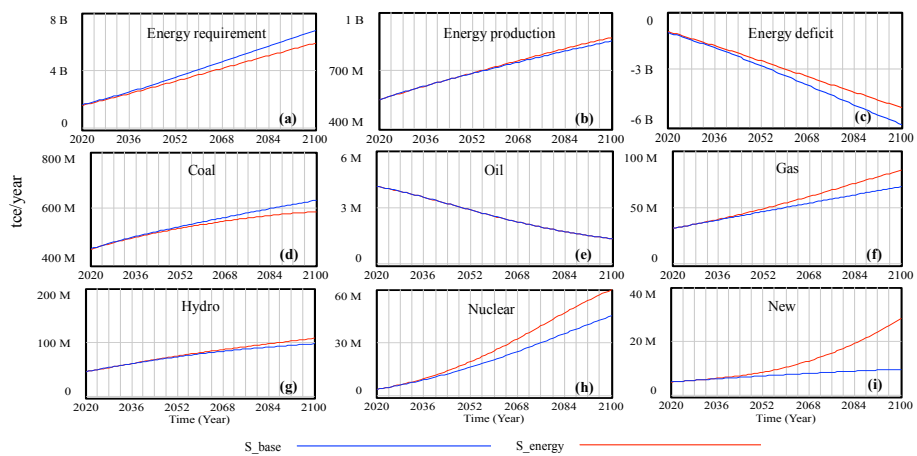 8 B
Energy requirement
4 B
(a)
0
2020 2036 2052 2068 2084 2100
1 B
Energy production
700 M
(b)
400 M
2020 2036 2052 2068 2084 2100
0
Energy deficit
-3 B
(c)
-6 B
2020 2036 2052 2068 2084 2100
tce/year
800 M
Coal
600 M
(d)
400 M
2020 2036 2052 2068 2084 2100
6 M
Oil
3 M
(e)
0
2020 2036 2052 2068 2084 2100
100 M
Gas
50 M
(f)
0
2020 2036 2052 2068 2084 2100
200 M
Hydro
100 M
(g)
0
2020 2036 2052 2068 2084 2100
Time (Year)
60 M
Nuclear
30 M
(h)
0
2020 2036 2052 2068 2084 2100
Time (Year)
40 M
New
20 M
(i)
0
2020 2036 2052 2068 2084 2100
Time (Year)
S_base
S_energy